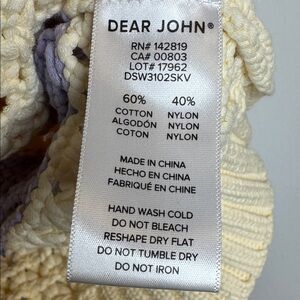 DEAR JOHN®
RN# 142819
CA# 00803
LOT# 17962
DSW3102SKV
60% 40%
COTTON NYLON
ALGODÓN NYLON
COTON NYLON
MADE IN CHINA
HECHO EN CHINA
FABRIQUÉ EN CHINE
HAND WASH COLD
DO NOT BLEACH
RESHAPE DRY FLAT
DO NOT TUMBLE DRY
DO NOT IRON